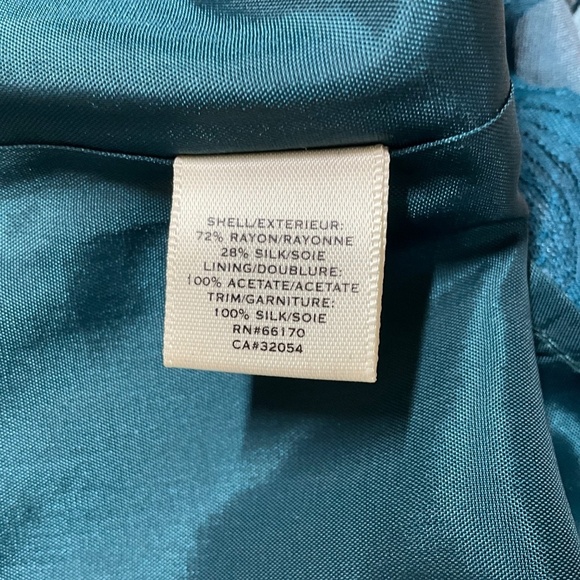 SHELL/EXTERIEUR:
72% RAYON/RAYONNE
28% SILK/SOIE
LINING/DOUBLURE:
100% ACETATE/ACETATE
TRIM/GARNITURE:
100% SILK/SOIE
RN#66170
CA#32054